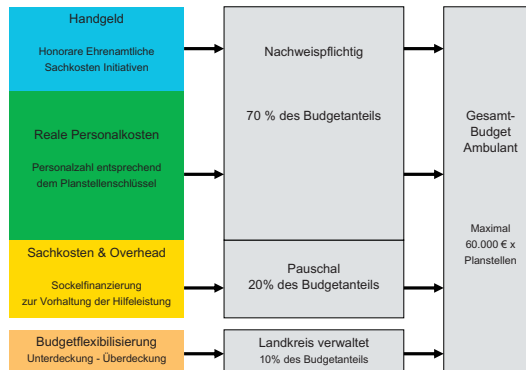 Handgeld
Honorare Ehrenamtliche
Sachkosten Initiativen
Reale Personalkosten
Personalzahl entsprechend
dem Planstellenschlüssel
Sachkosten & Overhead
Sockelfinanzierung
zur Vorhaltung der Hilfeleistung
Budgetflexibilisierung
Unterdeckung - Überdeckung
Nachweispflichtig
70 % des Budgetanteils
Pauschal
20% des Budgetanteils
Landkreis verwaltet
10% des Budgetanteils
Gesamt-
Budget
Ambulant
Maximal
60.000 € x
Planstellen